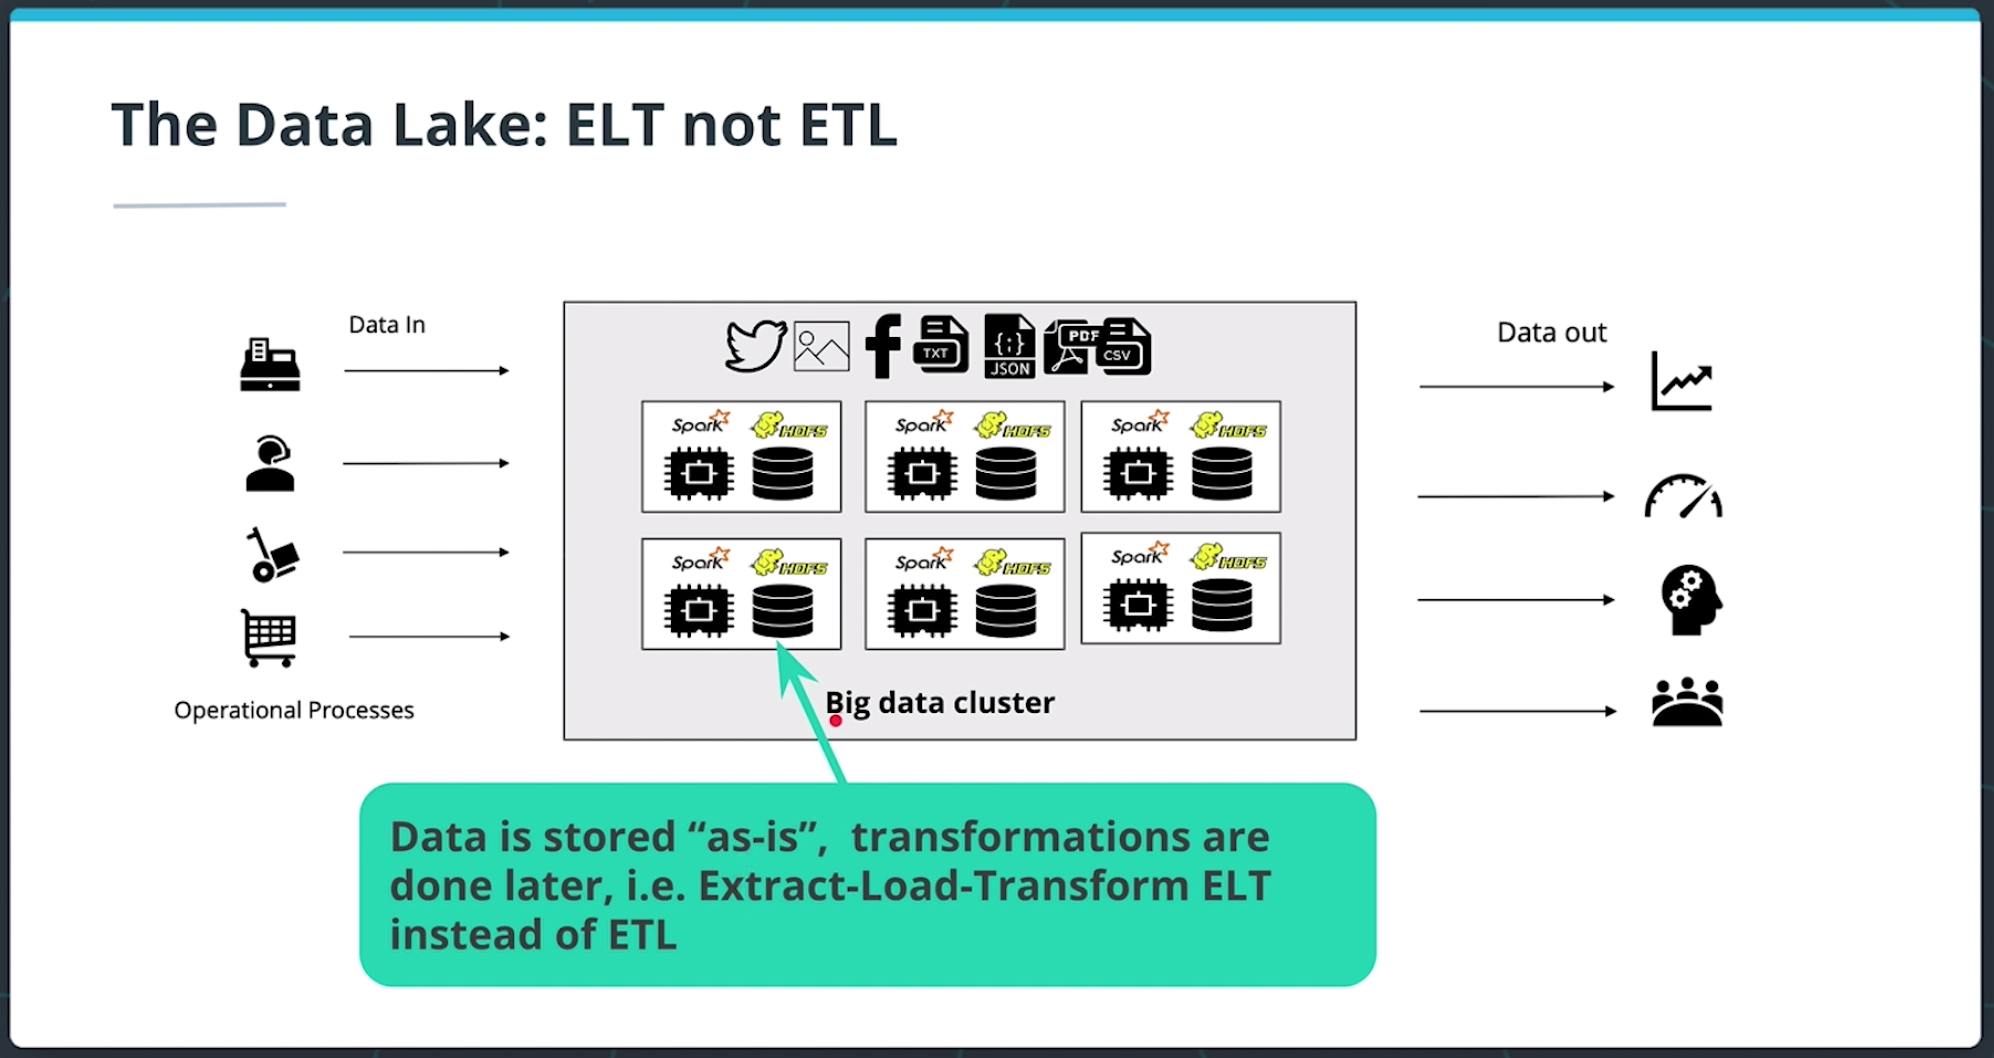 The Data Lake: ELT not ETL
Data In
Data out
TXT
{;}
JSON
PDF
CSV
Spark HDFS
Spark HDFS
Spark HDFS
Spark HDFS
Spark HDFS
Spark HDFS
Big data cluster
Operational Processes
Data is stored “as-is”,  transformations are
done later, i.e. Extract-Load-Transform ELT
instead of ETL